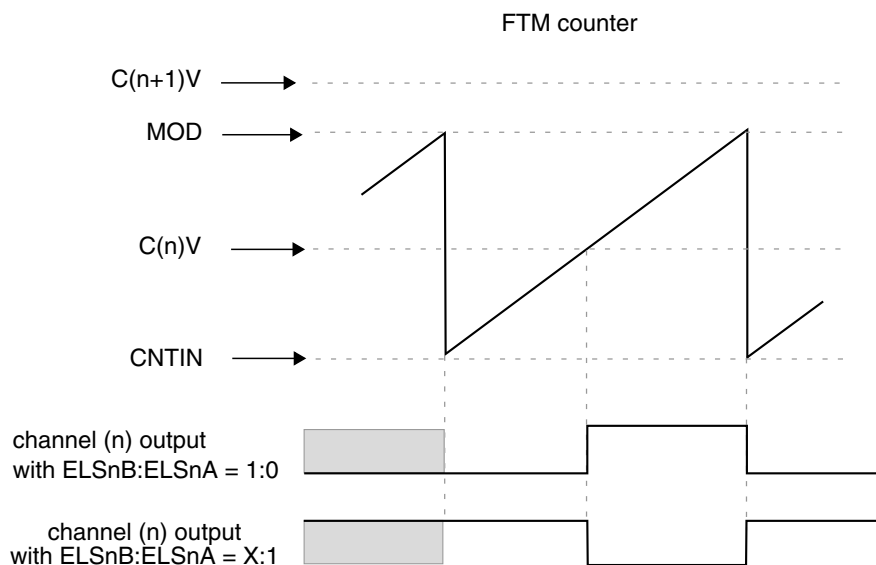 FTM counter
C(n+1)V
MOD
C(n)V
CNTIN
channel (n) output
with ELSnB:ELSnA = 1:0
channel (n) output
with ELSnB:ELSnA = X:1